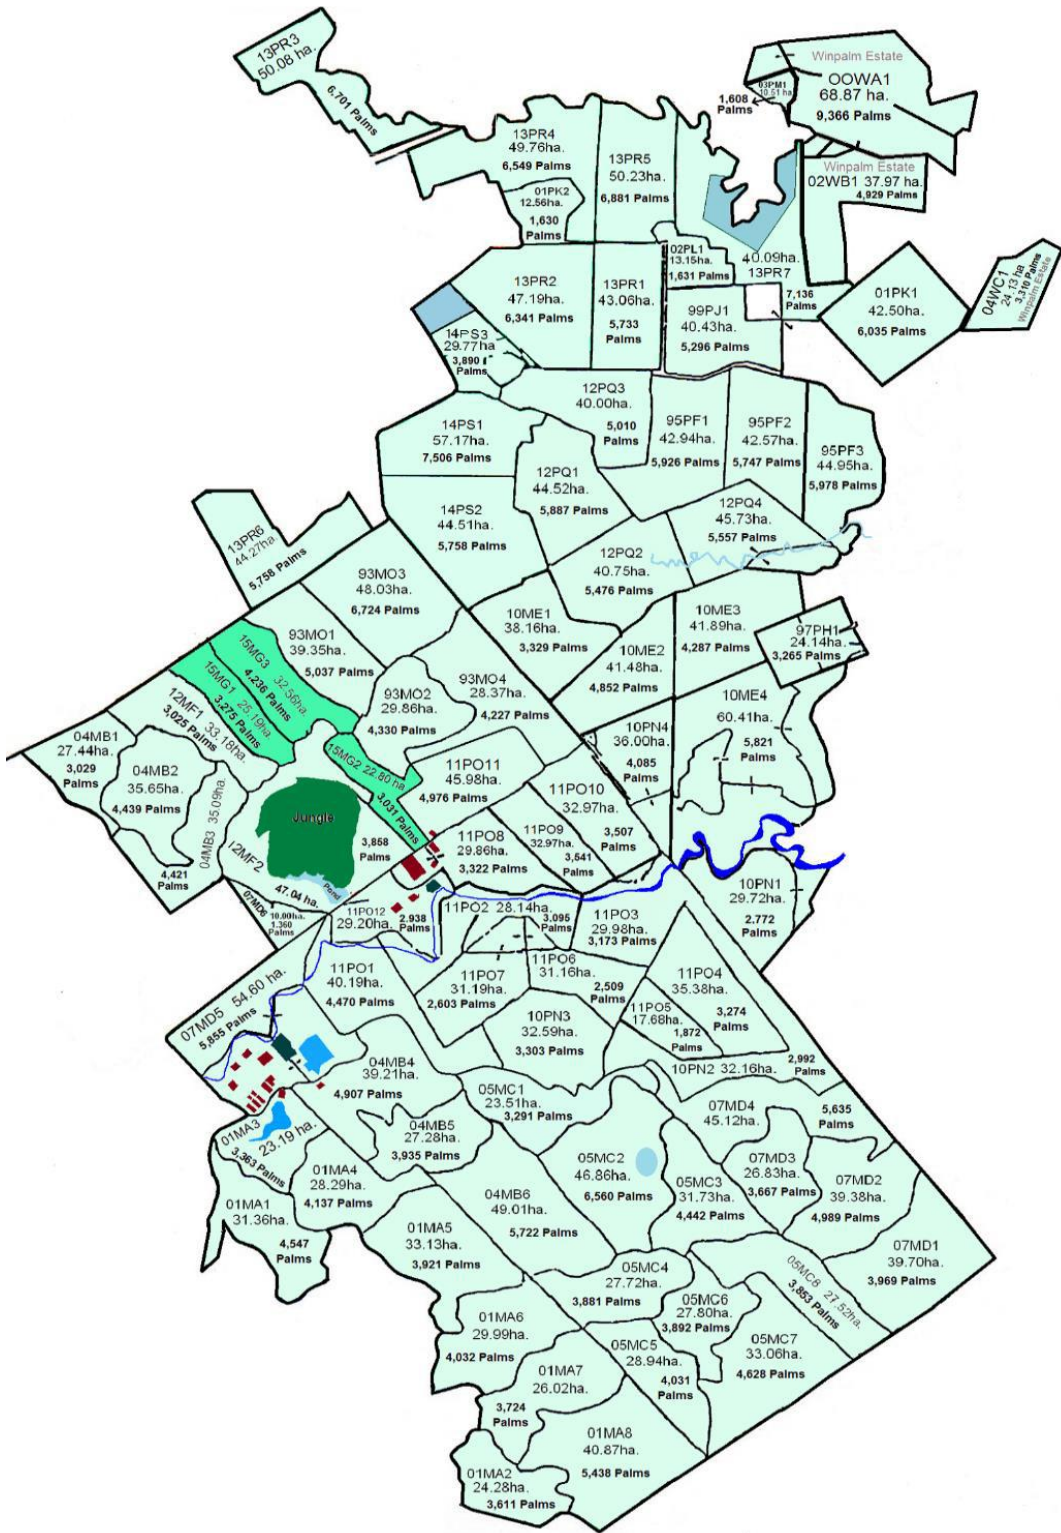 13PR3
50.08 ha.
6,701 Palms
Winpalm Estate
OOWA1
68.87 ha.
9,366 Palms
03PM1
10.51 ha
1,608
Palms
13PR4
49.76ha.
6,549 Palms
13PR5
50.23ha.
6,881 Palms
01PK2
12.56ha.
1,630
Palms
Winpalm Estate
02WB1 37.97 ha.
4,929 Palms
02PL1
13.15ha.
1,631 Palms
40.09ha.
13PR7
7,136
Palms
04WC1
24.13 ha
3,310 Palms
Winpalm Estate
01PK1
42.50ha.
6,035 Palms
13PR2
47.19ha.
6,341 Palms
13PR1
43.06ha.
5,733
Palms
99PJ1
40.43ha.
5,296 Palms
14PS3
29.77ha
3,890
Palms
12PQ3
40.00ha.
5,010
Palms
95PF1
42.94ha.
5,926 Palms
95PF2
42.57ha.
5,747 Palms
95PF3
44.95ha.
5,978 Palms
14PS1
57.17ha.
7,506 Palms
12PQ1
44.52ha.
5,887 Palms
14PS2
44.51ha.
5,758 Palms
12PQ4
45.73ha.
5,557 Palms
13PR6
44.27ha.
5,758 Palms
12PQ2
40.75ha.
5,476 Palms
93MO3
48.03ha.
6,724 Palms
10ME1
38.16ha.
3,329 Palms
10ME3
41.89ha.
4,287 Palms
97PH1
24.14ha.
3,265 Palms
10ME2
41.48ha.
4,852 Palms
93MO1
39.35ha.
5,037 Palms
15MG3 32.56ha.
4,236 Palms
15MG1 25.19ha.
3,275 Palms
12MF1 33.18ha.
3,025 Palms
93MO4
28.37ha.
4,227 Palms
93MO2
29.86ha.
4,330 Palms
10ME4
60.41ha.
5,821
Palms
10PN4
36.00ha.
4,085
Palms
04MB1
27.44ha.
3,029
Palms
04MB2
35.65ha.
4,439 Palms
04MB3 35.09ha.
4,421
Palms
15MG2 22.80 ha.
3,031 Palms
11PO11
45.98ha.
4,976 Palms
11PO10
32.97ha.
3,507
Palms
Jungle
3,858
Palms
12MF2
47.04 ha.
Pond
11PO8
29.86ha.
3,322 Palms
11PO9
32.97ha.
3,541
Palms
10PN1
29.72ha.
2.772
Palms
07MD6
10.00ha.
1.360
Palms
11PO12
29.20ha.
2.938
Palms
11PO2 28.14ha.
3.095
Palms
11PO3
29.98ha.
3,173 Palms
07MD5 54.60 ha.
5,855 Palms
11PO1
40.19ha.
4,470 Palms
11PO7
31.19ha.
2,603 Palms
11PO6
31.16ha.
2,509
Palms
11PO4
35.38ha.
3,274
Palms
11PO5
17.68ha.
1,872
Palms
10PN3
32.59ha.
3,303 Palms
10PN2 32.16ha.
2,992
Palms
04MB4
39.21ha.
4,907 Palms
05MC1
23.51ha.
3,291 Palms
07MD4
45.12ha.
5,635
Palms
01MA3
23.19 ha.
3,363 Palms
04MB5
27.28ha.
3,935 Palms
05MC2
46.86ha.
6,560 Palms
07MD3
26.83ha.
3,667 Palms
07MD2
39.38ha.
4,989 Palms
01MA4
28.29ha.
4,137 Palms
05MC3
31.73ha.
4,442 Palms
01MA1
31.36ha.
4,547
Palms
04MB6
49.01ha.
5,722 Palms
01MA5
33.13ha.
3,921 Palms
07MD1
39.70ha.
3,969 Palms
05MC4
27.72ha.
3,881 Palms
05MC8 27.52ha.
3,853 Palms
05MC6
27.80ha.
3,892 Palms
01MA6
29.99ha.
4,032 Palms
05MC5
28.94ha.
4,031
Palms
05MC7
33.06ha.
4,628 Palms
01MA7
26.02ha.
3,724
Palms
01MA8
40.87ha.
5,438 Palms
01MA2
24.28ha.
3,611 Palms